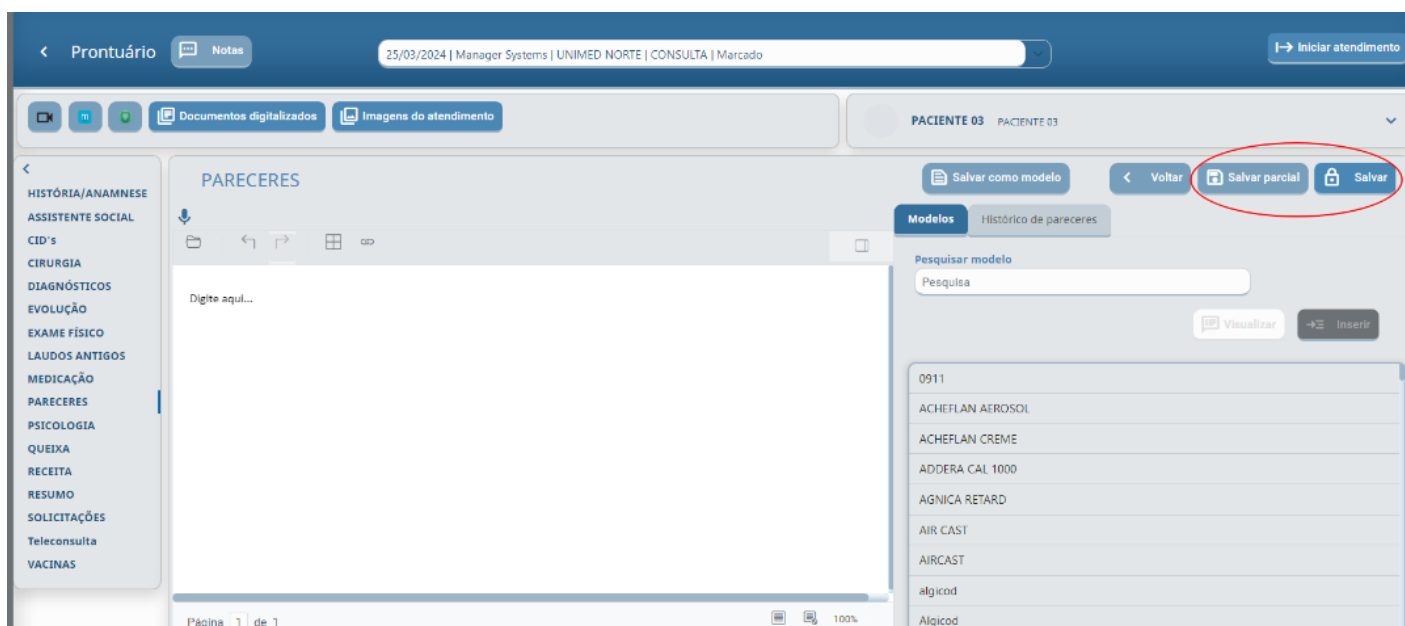 Prontuário
Notas
25/03/2024 | Manager Systems | UNIMED NORTE | CONSULTA | Marcado
Iniciar atendimento
m
Documentos digitalizados
Imagens do atendimento
PACIENTE 03 PACIENTE 03
HISTÓRIA/ANAMNESE
ASSISTENTE SOCIAL
CID's
CIRURGIA
DIAGNÓSTICOS
EVOLUÇÃO
EXAME FÍSICO
LAUDOS ANTIGOS
MEDICAÇÃO
PARECERES
PSICOLOGIA
QUEIXA
RECEITA
RESUMO
SOLICITAÇÕES
Teleconsulta
VACINAS
PARECERES
Digite aqui...
Página 1 de 1
100%
Salvar como modelo
Voltar
Salvar parcial
Salvar
Modelos
Histórico de pareceres
Pesquisar modelo
Pesquisa
Visualizar
Inserir
0911
ACHEFLAN AEROSOL
ACHEFLAN CREME
ADDERA CAL 1000
AGNICA RETARD
AIR CAST
AIRCAST
algicod
Algicod